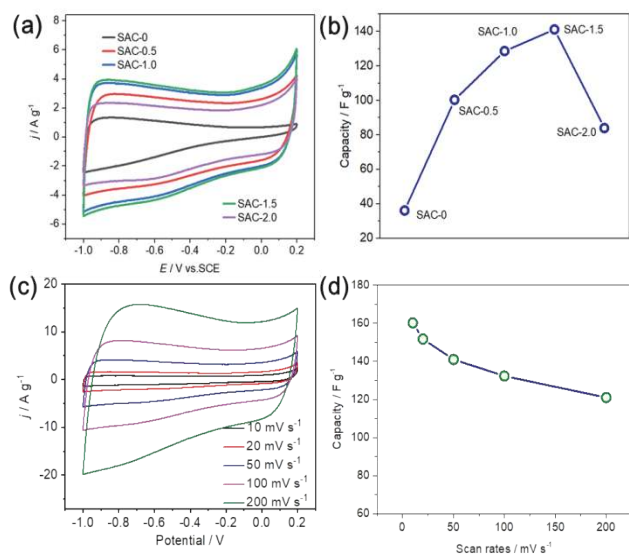 (a)
SAC-0
SAC-0.5
SAC-1.0
SAC-1.5
SAC-2.0
j / A g⁻¹
8
6
4
2
0
-2
-4
-6
-1.0 -0.8 -0.6 -0.4 -0.2 0.0 0.2
E / V vs.SCE
(b)
SAC-0
SAC-0.5
SAC-1.0
SAC-1.5
SAC-2.0
Capacity / F g⁻¹
140
120
100
80
60
40
20
(c)
j / A g⁻¹
20
10
0
-10
-20
10 mV s⁻¹
20 mV s⁻¹
50 mV s⁻¹
100 mV s⁻¹
200 mV s⁻¹
-1.0 -0.8 -0.6 -0.4 -0.2 0.0 0.2
Potential / V
(d)
Capacity / F g⁻¹
180
160
140
120
100
80
60
0 50 100 150 200
Scan rates / mV s⁻¹